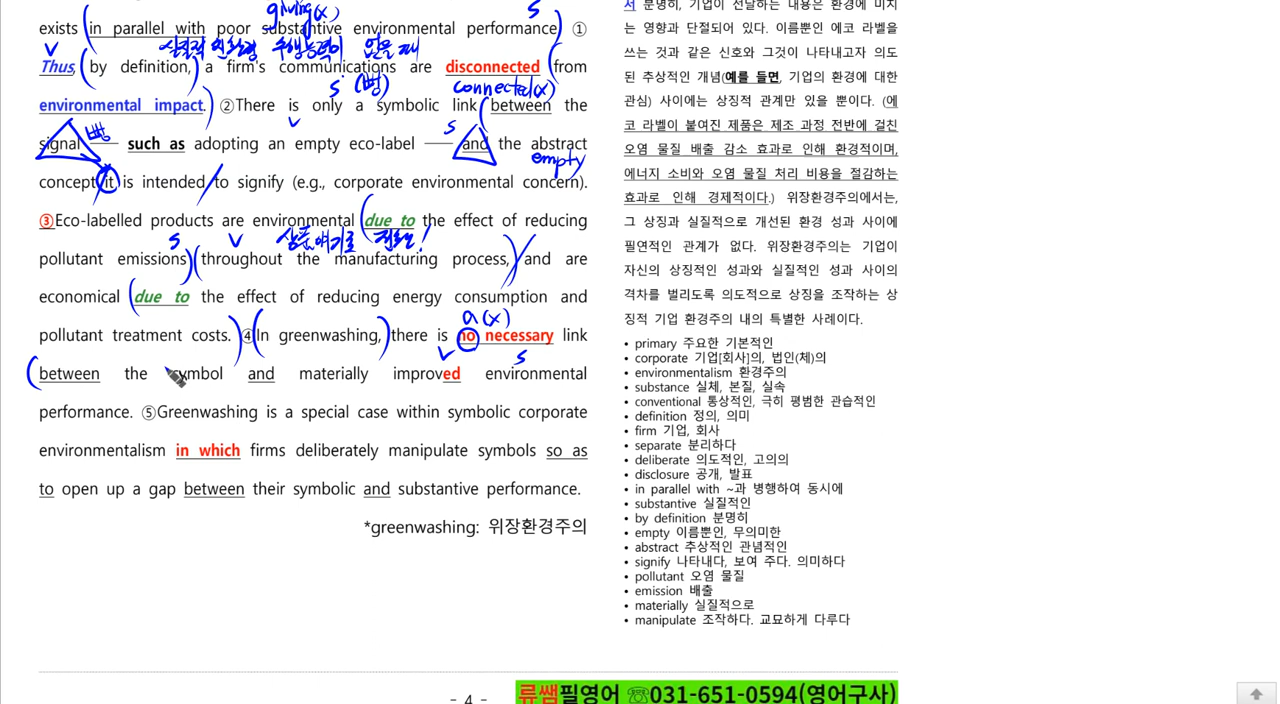 giving(x) S
exists in parallel with poor substantive environmental performance. ①
V 실질적인 환경 수행능력이 없을 때
Thus, by definition, a firm's communications are disconnected from
S (빵) connected(x)
environmental impact. ②There is only a symbolic link between the
빵 V S
signal ── such as adopting an empty eco-label ── and the abstract
empty
concept it is intended to signify (e.g., corporate environmental concern).
③Eco-labelled products are environmental due to the effect of reducing
S V 상품 얘기로 전환!
pollutant emissions throughout the manufacturing process, and are
economical due to the effect of reducing energy consumption and
a(x)
pollutant treatment costs. ④In greenwashing, there is no necessary link
V S
between the symbol and materially improved environmental
performance. ⑤Greenwashing is a special case within symbolic corporate
environmentalism in which firms deliberately manipulate symbols so as
to open up a gap between their symbolic and substantive performance.
*greenwashing: 위장환경주의
서 분명히, 기업이 전달하는 내용은 환경에 미치
는 영향과 단절되어 있다. 이름뿐인 에코 라벨을
쓰는 것과 같은 신호와 그것이 나타내고자 의도
된 추상적인 개념(예를 들면, 기업의 환경에 대한
관심) 사이에는 상징적 관계만 있을 뿐이다. (에
코 라벨이 붙여진 제품은 제조 과정 전반에 걸친
오염 물질 배출 감소 효과로 인해 환경적이며,
에너지 소비와 오염 물질 처리 비용을 절감하는
효과로 인해 경제적이다.) 위장환경주의에서는,
그 상징과 실질적으로 개선된 환경 성과 사이에
필연적인 관계가 없다. 위장환경주의는 기업이
자신의 상징적인 성과와 실질적인 성과 사이의
격차를 벌리도록 의도적으로 상징을 조작하는 상
징적 기업 환경주의 내의 특별한 사례이다.
• primary 주요한 기본적인
• corporate 기업[회사]의, 법인(체)의
• environmentalism 환경주의
• substance 실체, 본질, 실속
• conventional 통상적인, 극히 평범한 관습적인
• definition 정의, 의미
• firm 기업, 회사
• separate 분리하다
• deliberate 의도적인, 고의의
• disclosure 공개, 발표
• in parallel with ~과 병행하여 동시에
• substantive 실질적인
• by definition 분명히
• empty 이름뿐인, 무의미한
• abstract 추상적인 관념적인
• signify 나타내다, 보여 주다. 의미하다
• pollutant 오염 물질
• emission 배출
• materially 실질적으로
• manipulate 조작하다. 교묘하게 다루다
- 4 -
류쌤필영어 ☏031-651-0594(영어구사)